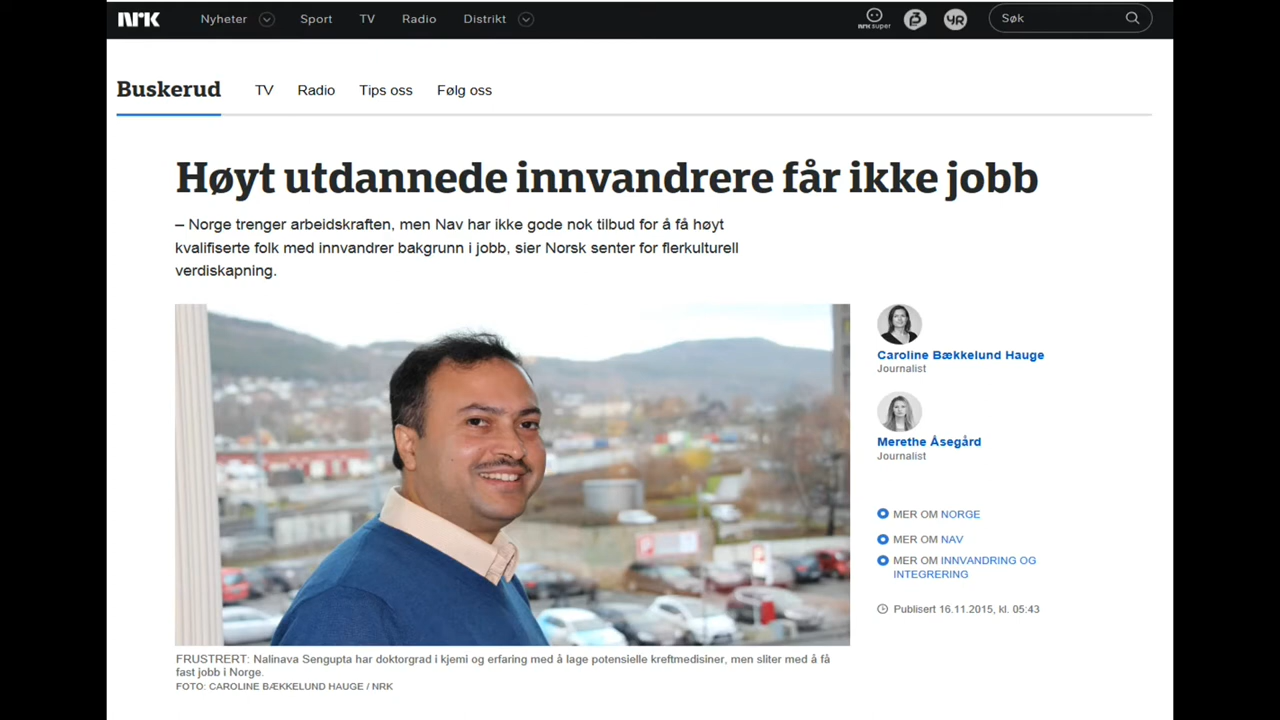 NRK
Nyheter
Sport
TV
Radio
Distrikt
nrk super
P3
YR
Søk
Buskerud
TV
Radio
Tips oss
Følg oss
Høyt utdannede innvandrere får ikke jobb
– Norge trenger arbeidskraften, men Nav har ikke gode nok tilbud for å få høyt
kvalifiserte folk med innvandrer bakgrunn i jobb, sier Norsk senter for flerkulturell
verdiskapning.
Caroline Bækkelund Hauge
Journalist
Merethe Åsegård
Journalist
MER OM NORGE
MER OM NAV
MER OM INNVANDRING OG
INTEGRERING
Publisert 16.11.2015, kl. 05:43
FRUSTRERT: Nalinava Sengupta har doktorgrad i kjemi og erfaring med å lage potensielle kreftmedisiner, men sliter med å få
fast jobb i Norge.
FOTO: CAROLINE BÆKKELUND HAUGE / NRK